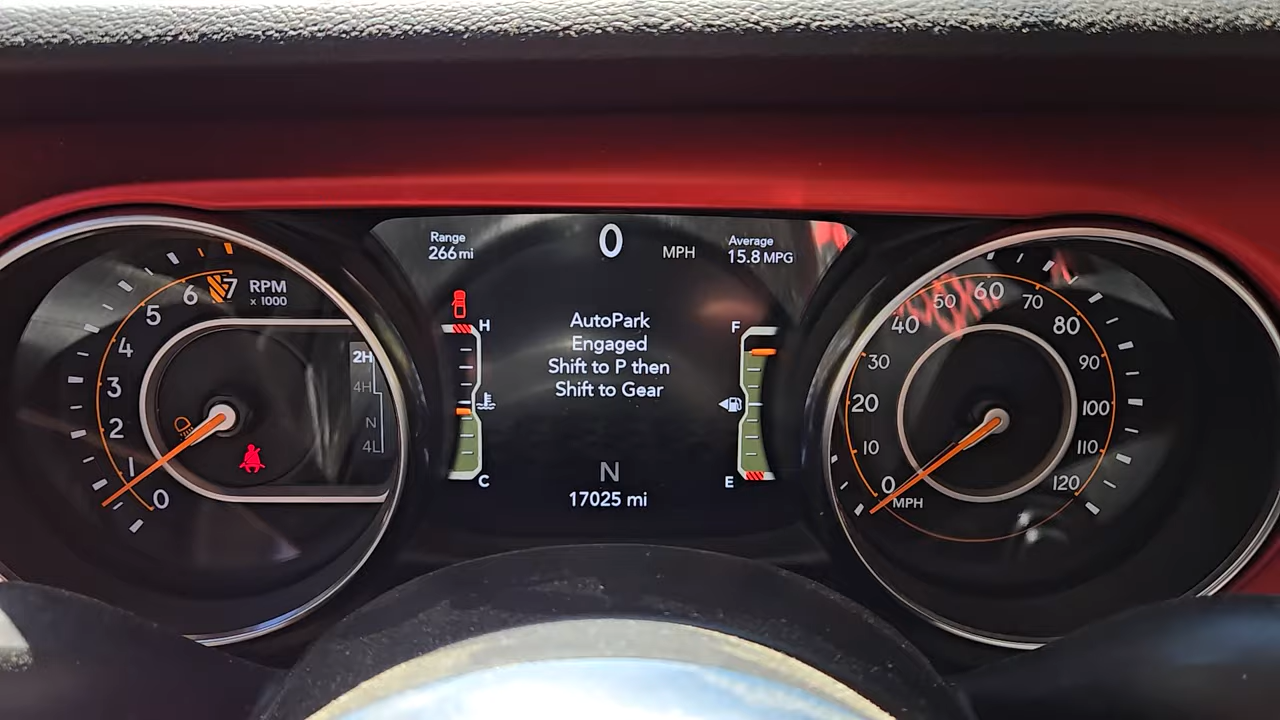 7
6
5
4
3
2
1
0
RPM
x 1000
2H
4H
N
4L
Range
266 mi
0
MPH
Average
15.8 MPG
H
C
AutoPark
Engaged
Shift to P then
Shift to Gear
N
17025 mi
F
E
0
10
20
30
40
50
60
70
80
90
100
110
120
MPH